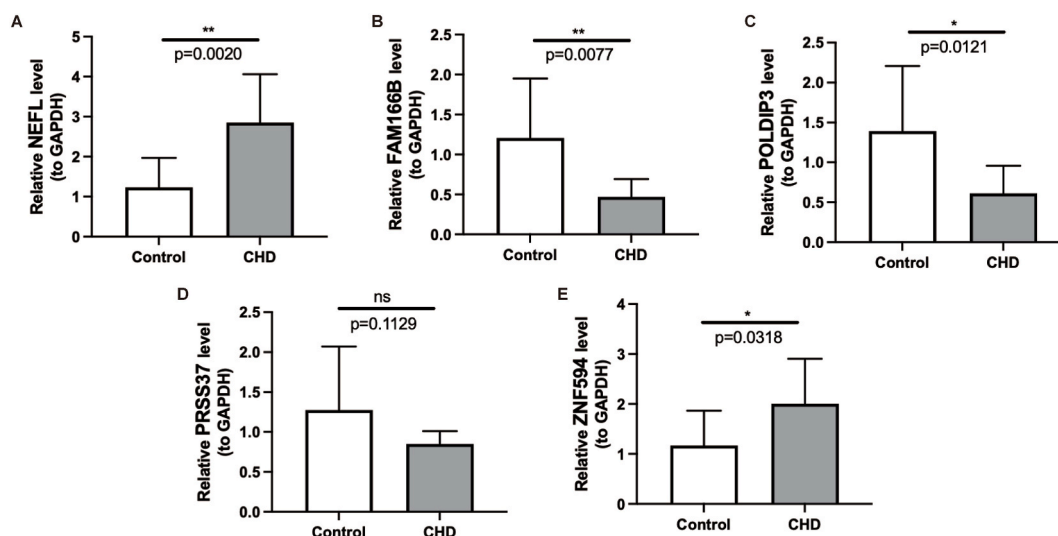 A
Relative NEFL level
(to GAPDH)
**
p=0.0020
5
4
3
2
1
0
Control
CHD
B
Relative FAM166B level
(to GAPDH)
**
p=0.0077
2.5
2.0
1.5
1.0
0.5
0.0
Control
CHD
C
Relative POLDIP3 level
(to GAPDH)
*
p=0.0121
2.5
2.0
1.5
1.0
0.5
0.0
Control
CHD
D
Relative PRSS37 level
(to GAPDH)
ns
p=0.1129
2.5
2.0
1.5
1.0
0.5
0.0
Control
CHD
E
Relative ZNF594 level
(to GAPDH)
*
p=0.0318
4
3
2
1
0
Control
CHD